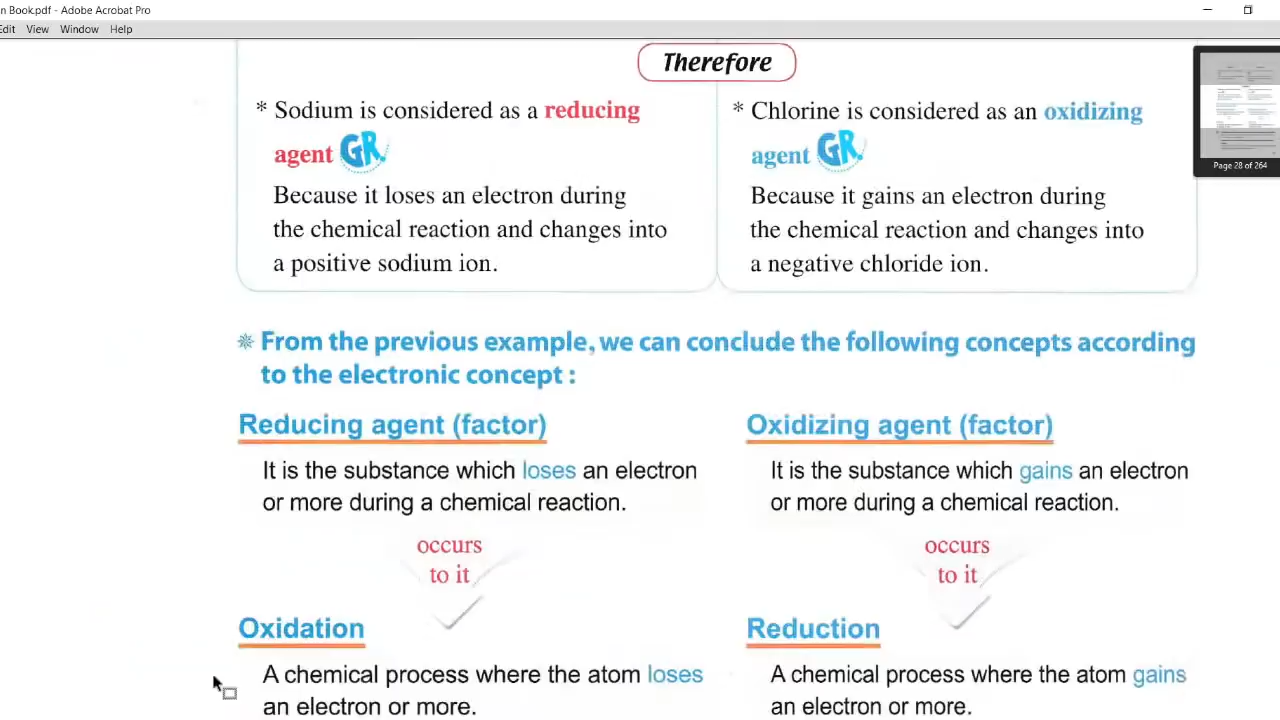 n Book.pdf - Adobe Acrobat Pro
Edit View Window Help
Therefore
* Sodium is considered as a reducing
agent GR.
Because it loses an electron during
the chemical reaction and changes into
a positive sodium ion.
* Chlorine is considered as an oxidizing
agent GR.
Because it gains an electron during
the chemical reaction and changes into
a negative chloride ion.
Page 28 of 264
* From the previous example, we can conclude the following concepts according
to the electronic concept :
Reducing agent (factor)
It is the substance which loses an electron
or more during a chemical reaction.
occurs
to it
Oxidation
A chemical process where the atom loses
an electron or more.
Oxidizing agent (factor)
It is the substance which gains an electron
or more during a chemical reaction.
occurs
to it
Reduction
A chemical process where the atom gains
an electron or more.